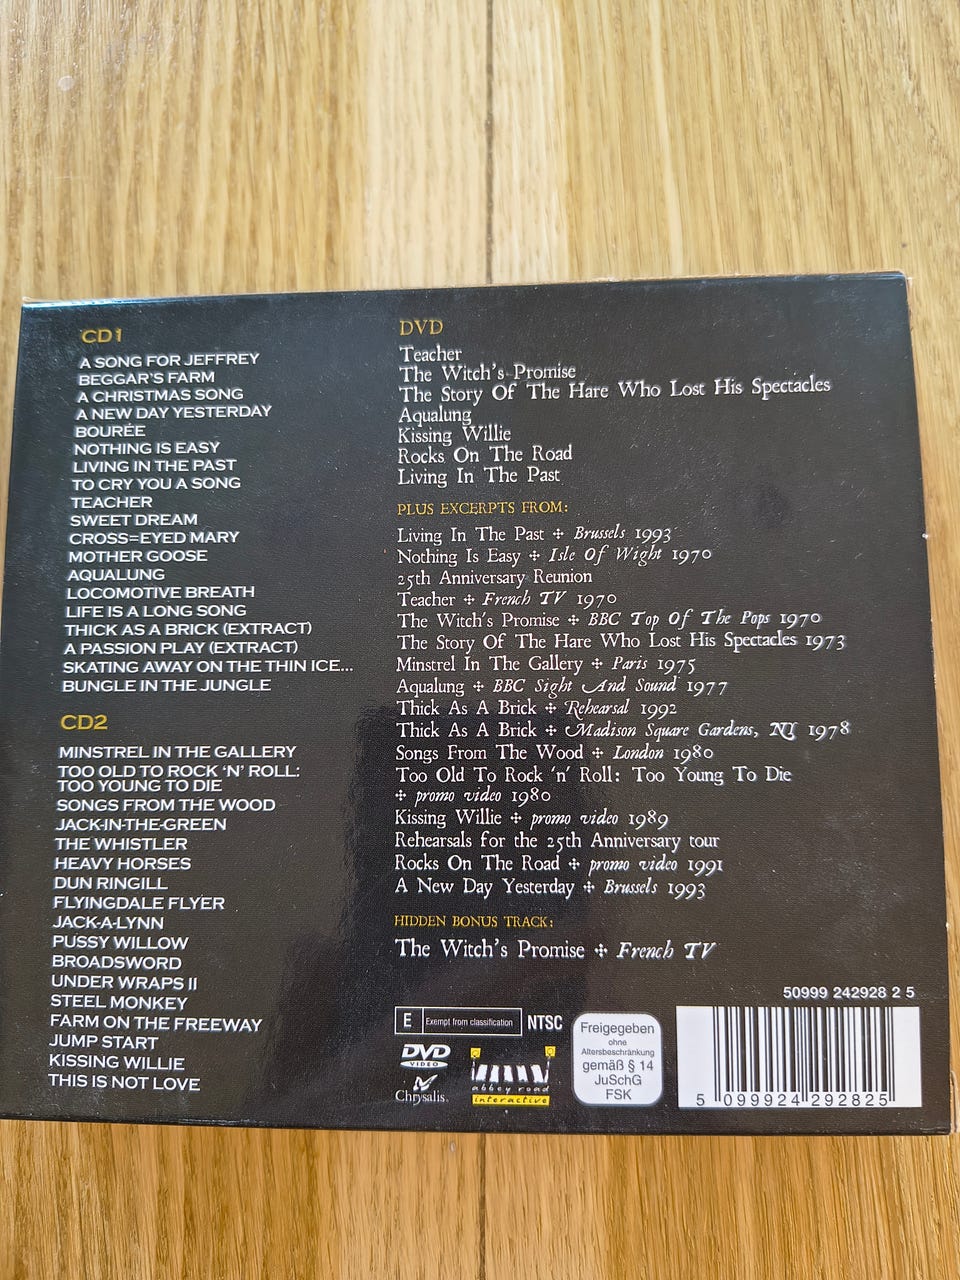 CD1
A SONG FOR JEFFREY
BEGGAR'S FARM
A CHRISTMAS SONG
A NEW DAY YESTERDAY
BOURÉE
NOTHING IS EASY
LIVING IN THE PAST
TO CRY YOU A SONG
TEACHER
SWEET DREAM
CROSS=EYED MARY
MOTHER GOOSE
AQUALUNG
LOCOMOTIVE BREATH
LIFE IS A LONG SONG
THICK AS A BRICK (EXTRACT)
A PASSION PLAY (EXTRACT)
SKATING AWAY ON THE THIN ICE...
BUNGLE IN THE JUNGLE
CD2
MINSTREL IN THE GALLERY
TOO OLD TO ROCK 'N' ROLL:
TOO YOUNG TO DIE
SONGS FROM THE WOOD
JACK-IN-THE-GREEN
THE WHISTLER
HEAVY HORSES
DUN RINGILL
FLYINGDALE FLYER
JACK-A-LYNN
PUSSY WILLOW
BROADSWORD
UNDER WRAPS II
STEEL MONKEY
FARM ON THE FREEWAY
JUMP START
KISSING WILLIE
THIS IS NOT LOVE
DVD
Teacher
The Witch's Promise
The Story Of The Hare Who Lost His Spectacles
Aqualung
Kissing Willie
Rocks On The Road
Living In The Past
PLUS EXCERPTS FROM:
Living In The Past ✢ Brussels 1993
Nothing Is Easy ✢ Isle Of Wight 1970
25th Anniversary Reunion
Teacher ✢ French TV 1970
The Witch's Promise ✢ BBC Top Of The Pops 1970
The Story Of The Hare Who Lost His Spectacles 1973
Minstrel In The Gallery ✢ Paris 1975
Aqualung ✢ BBC Sight And Sound 1977
Thick As A Brick ✢ Rehearsal 1992
Thick As A Brick ✢ Madison Square Gardens, NY 1978
Songs From The Wood ✢ London 1980
Too Old To Rock 'n' Roll: Too Young To Die
✢ promo video 1980
Kissing Willie ✢ promo video 1989
Rehearsals for the 25th Anniversary tour
Rocks On The Road ✢ promo video 1991
A New Day Yesterday ✢ Brussels 1993
HIDDEN BONUS TRACK:
The Witch's Promise ✢ French TV
E Exempt from classification NTSC
DVD
VIDEO
Chrysalis.
abbey road
interactive
Freigegeben
ohne
Altersbeschränkung
gemäß § 14
JuSchG
FSK
50999 242928 2 5
5 099924 292825